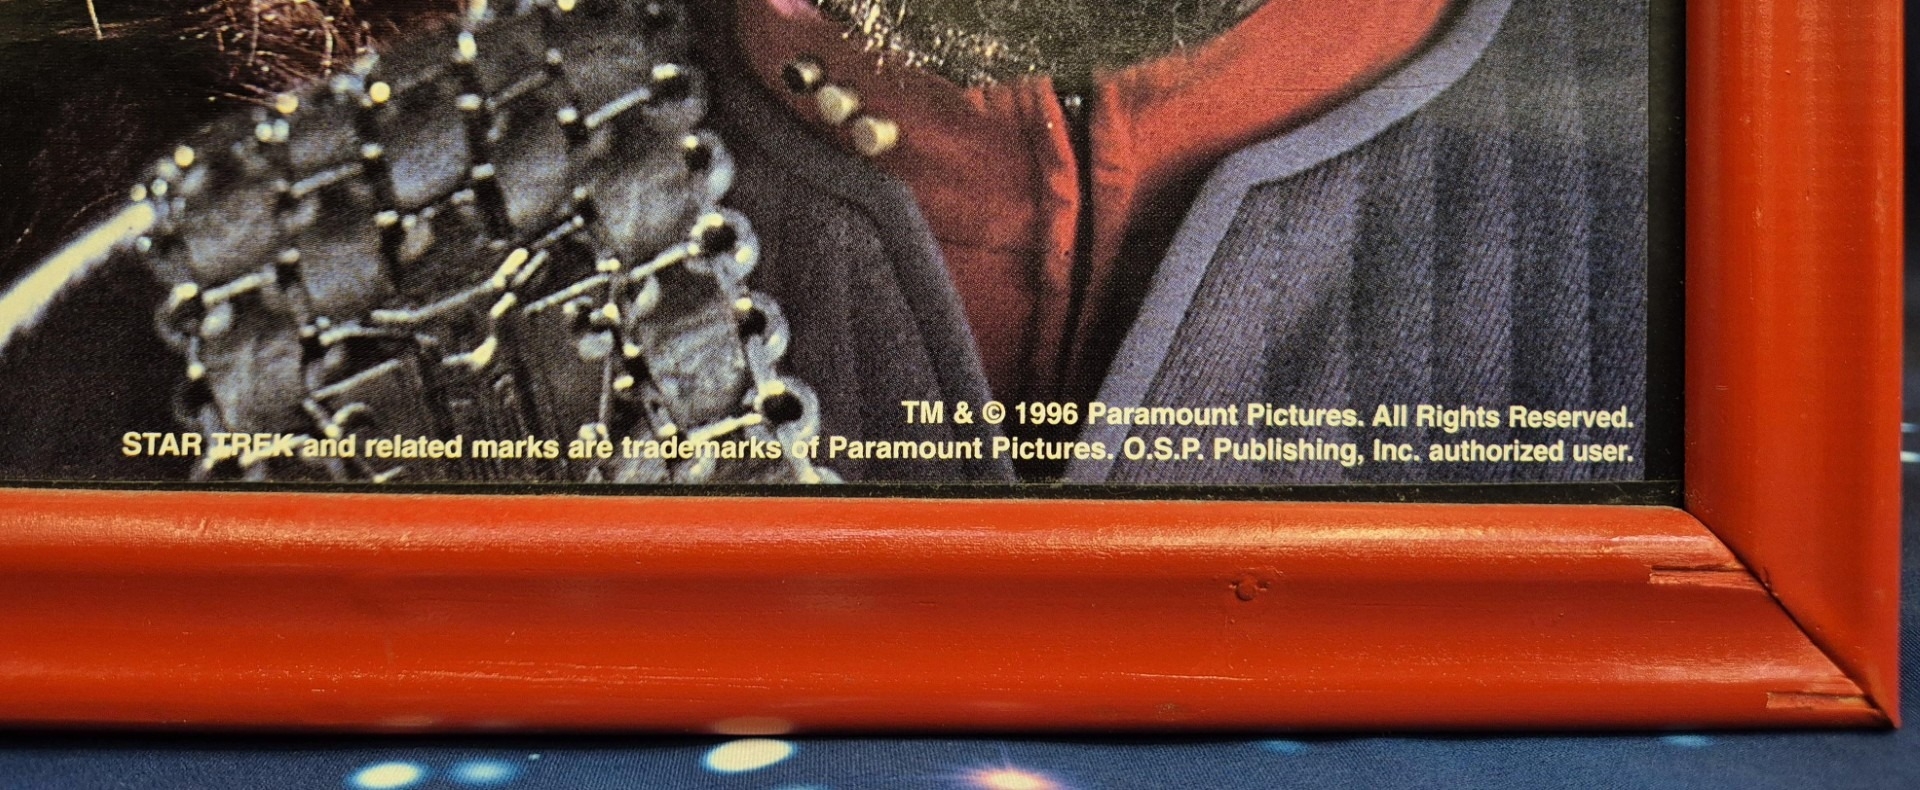 TM & © 1996 Paramount Pictures. All Rights Reserved.
STAR TREK and related marks are trademarks of Paramount Pictures. O.S.P. Publishing, Inc. authorized user.